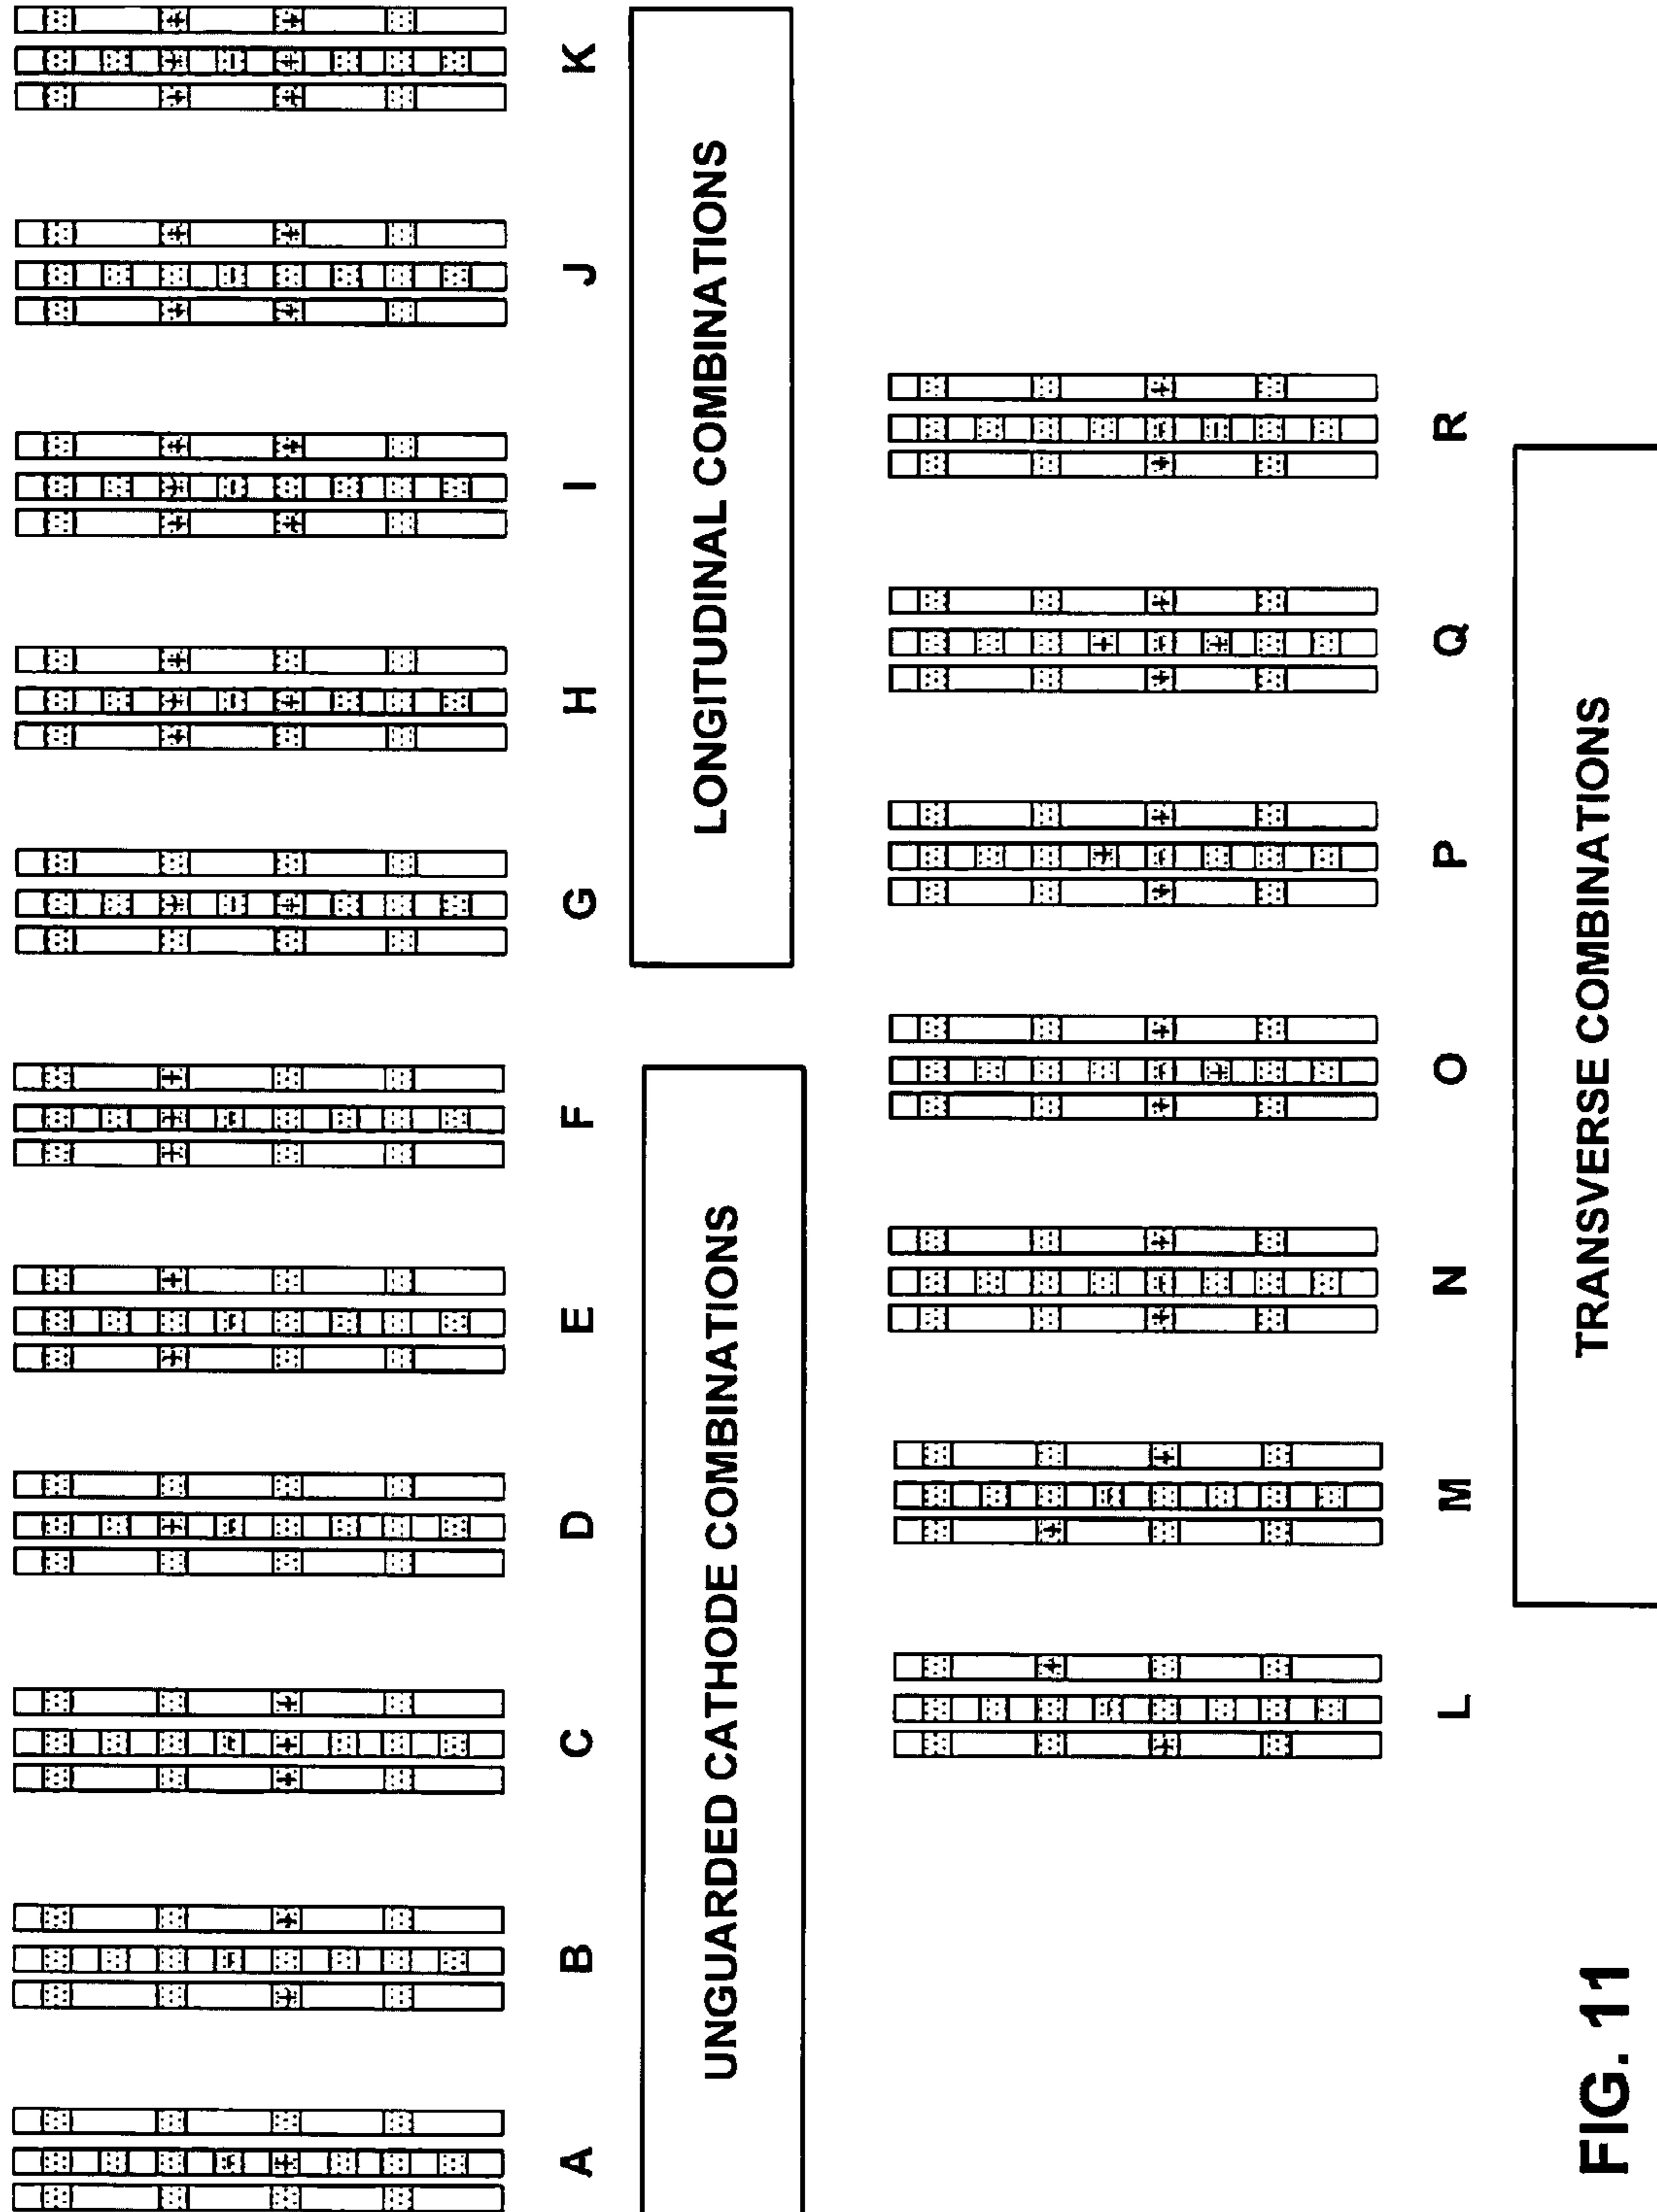 A B C D E F G H I J K
UNGUARDED CATHODE COMBINATIONS
LONGITUDINAL COMBINATIONS
L M N O P Q R
TRANSVERSE COMBINATIONS
FIG. 11